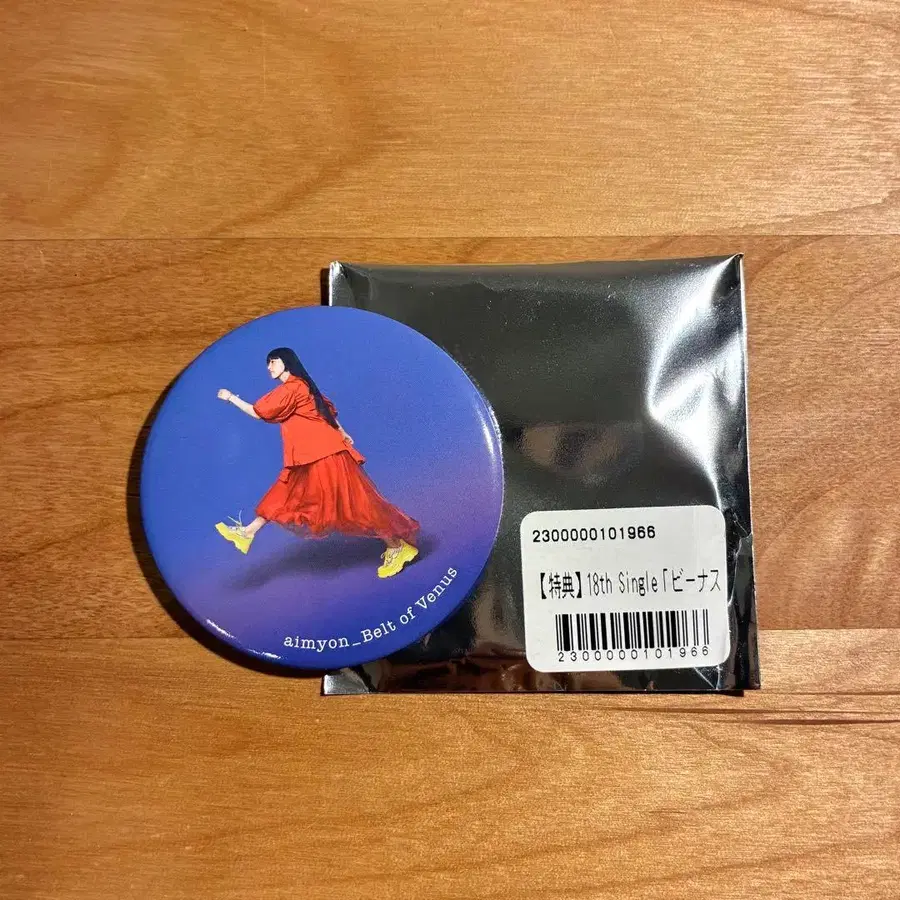 aimyon_Belt of Venus
2300000101966
【特典】18th Single「ビーナス
2300000101966